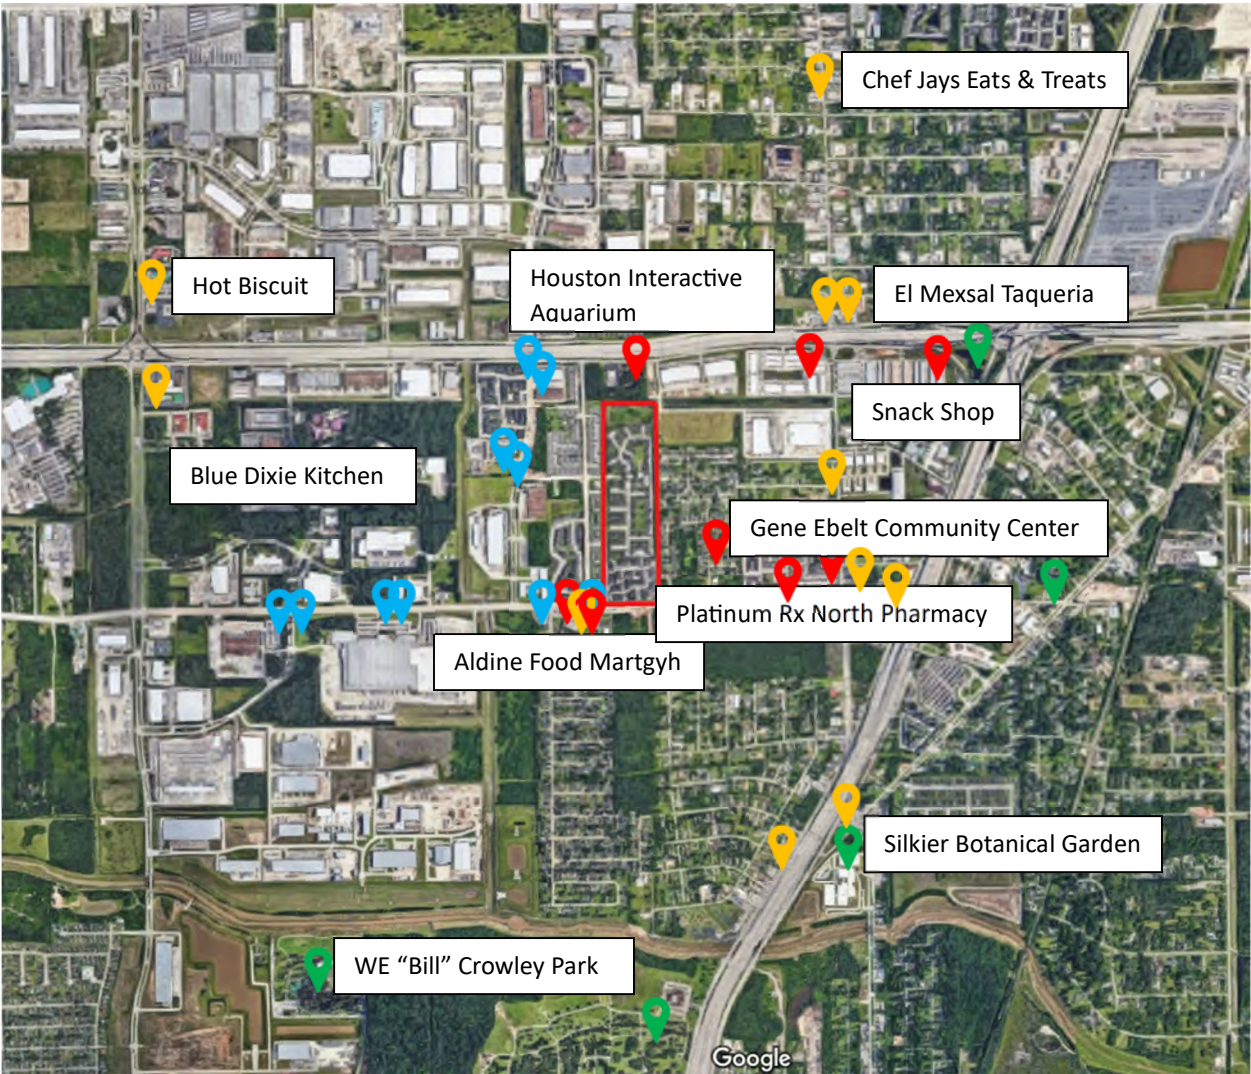 Chef Jays Eats & Treats
Hot Biscuit
Houston Interactive
Aquarium
El Mexsal Taqueria
Snack Shop
Blue Dixie Kitchen
Gene Ebelt Community Center
Platinum Rx North Pharmacy
Aldine Food Martgyh
Silkier Botanical Garden
WE “Bill” Crowley Park
Google